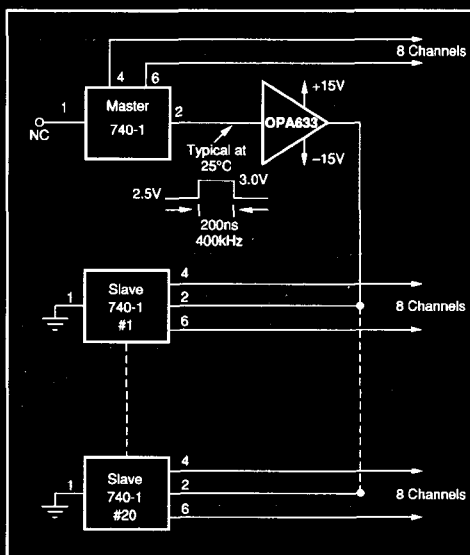 8 Channels
4
6
1
Master
740-1
2
NC
OPA633
+15V
–15V
Typical at
25°C
2.5V
3.0V
200ns
400kHz
1
Slave
740-1
#1
4
2
6
8 Channels
1
Slave
740-1
#20
4
2
6
8 Channels